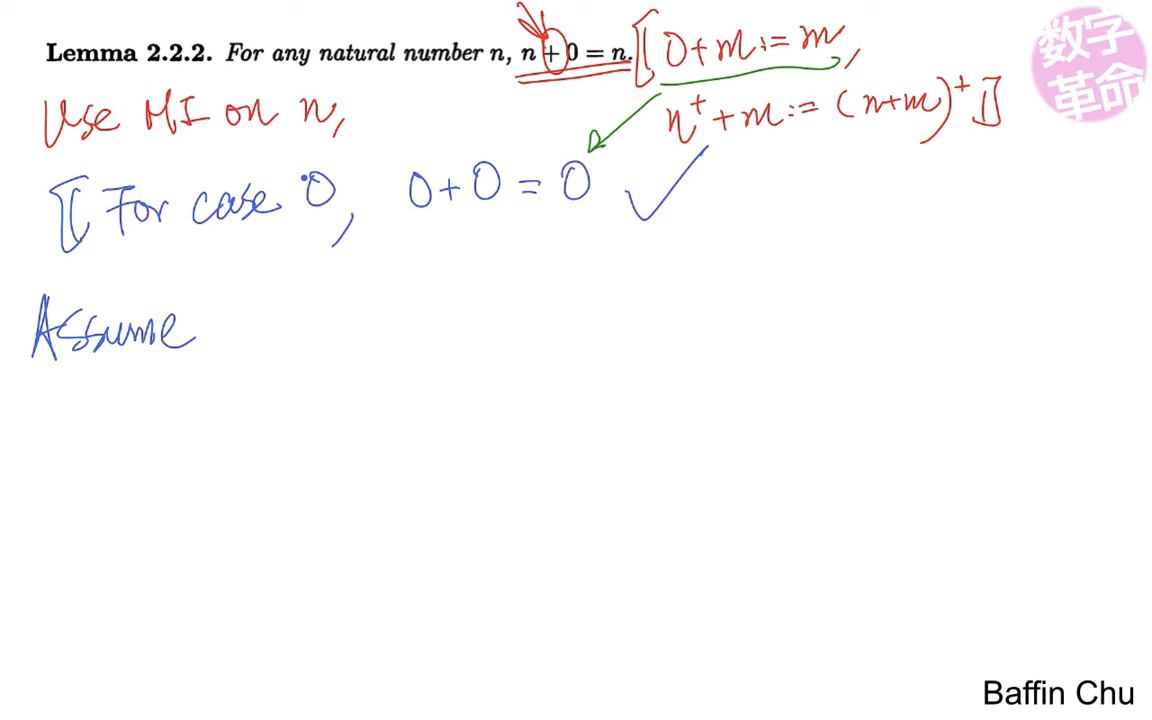 Lemma 2.2.2. For any natural number n, n + 0 = n. [ 0+m:=m,
n⁺+m:=(n+m)⁺ ]]
Use MI on n,
[[ For case 0, 0+0=0 ✓
Assume
数字
革命
Baffin Chu